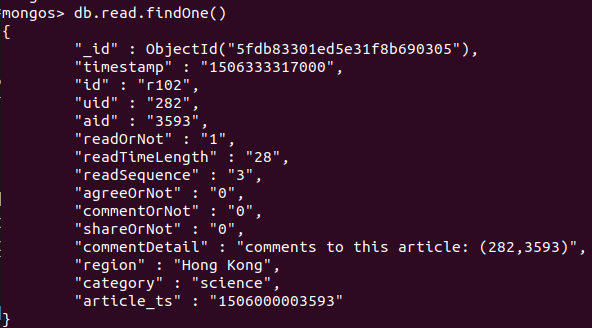 mongos> db.read.findOne()
{
"_id" : ObjectId("5fdb83301ed5e31f8b690305"),
"timestamp" : "1506333317000",
"id" : "r102",
"uid" : "282",
"aid" : "3593",
"readOrNot" : "1",
"readTimeLength" : "28",
"readSequence" : "3",
"agreeOrNot" : "0",
"commentOrNot" : "0",
"shareOrNot" : "0",
"commentDetail" : "comments to this article: (282,3593)",
"region" : "Hong Kong",
"category" : "science",
"article_ts" : "1506000003593"
}